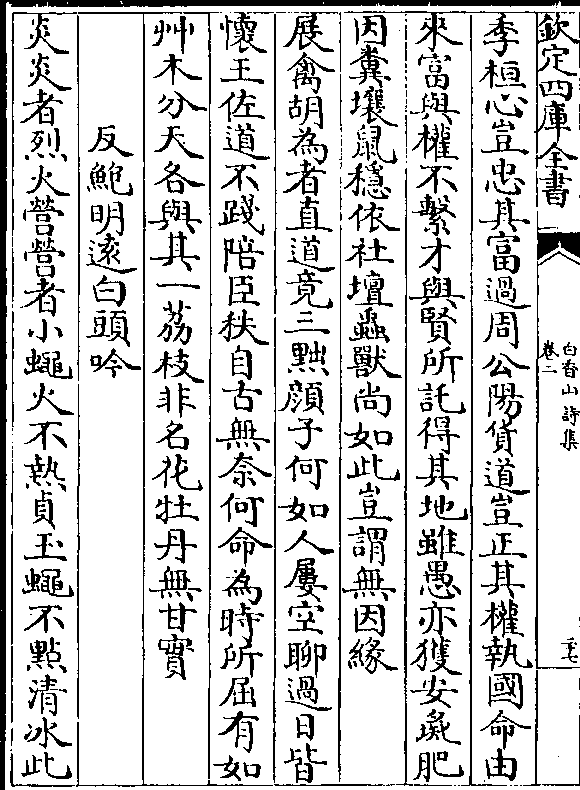 欽定四庫全書
白香山詩集
卷二
季桓心豈忠其富過周公陽貨道豈正其權執國命由
來富與權不繫才與賢所託得其地雖愚亦獲安彘肥
因糞壤鼠穩依社壇蟲獸尚如此豈謂無因緣
展禽胡為者直道竟三黜顔子何如人屢空聊過日皆
懷王佐道不踐陪臣秩自古無奈何命為時所屈有如
艸木分天各與其一荔枝非名花牡丹無甘實
反鮑明逺白頭吟
炎炎者烈火營營者小蠅火不熱貞玉蠅不點清冰此